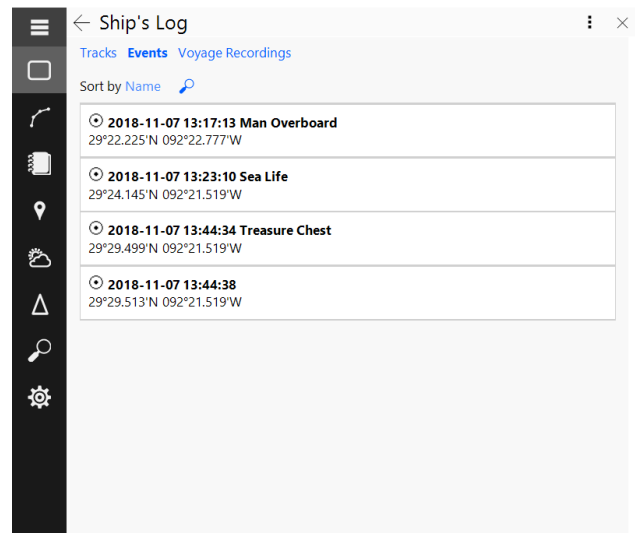 Ship's Log
Tracks Events Voyage Recordings
Sort by Name
2018-11-07 13:17:13 Man Overboard
29°22.225'N 092°22.777'W
2018-11-07 13:23:10 Sea Life
29°24.145'N 092°21.519'W
2018-11-07 13:44:34 Treasure Chest
29°29.499'N 092°21.519'W
2018-11-07 13:44:38
29°29.513'N 092°21.519'W